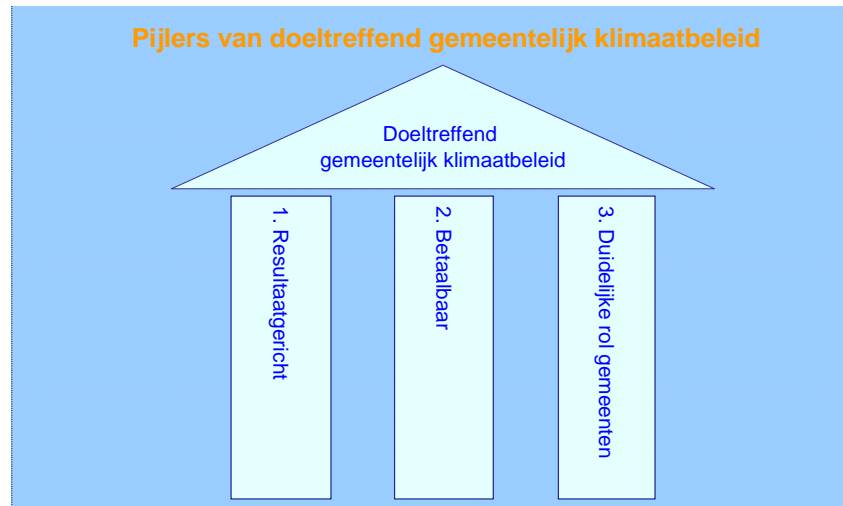 Pijlers van doeltreffend gemeentelijk klimaatbeleid
Doeltreffend
gemeentelijk klimaatbeleid
1. Resultaatgericht
2. Betaalbaar
3. Duidelijke rol gemeenten